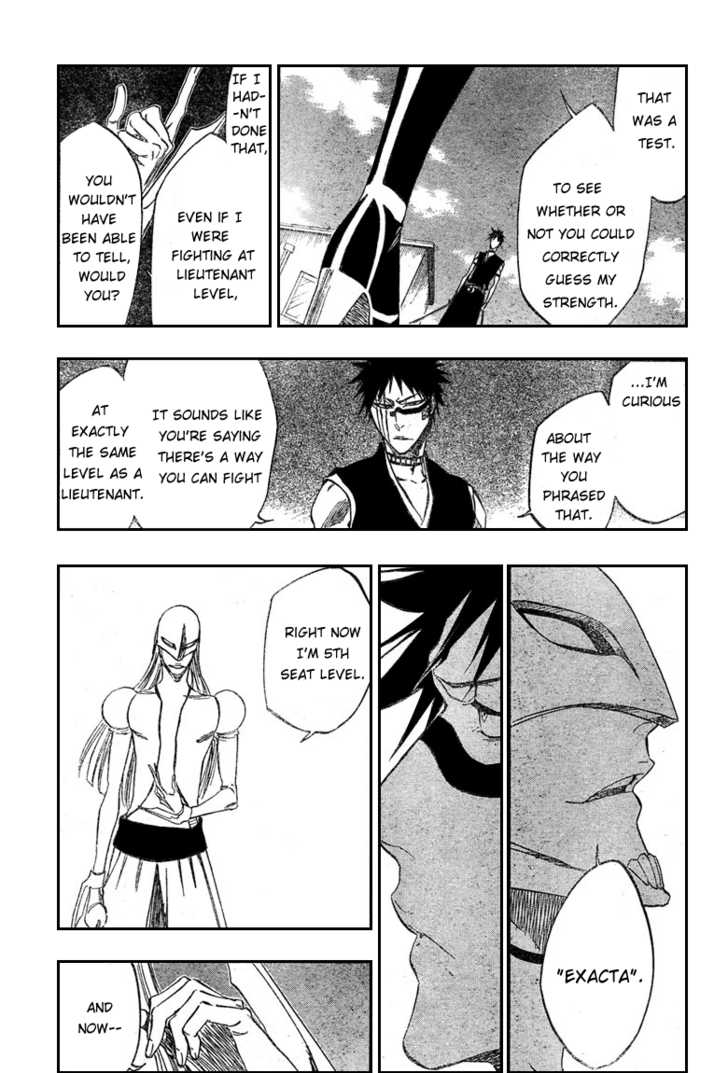 THAT
WAS A
TEST.
TO SEE
WHETHER OR
NOT YOU COULD
CORRECTLY
GUESS MY
STRENGTH.
IF I
HAD-
-N'T
DONE
THAT,
EVEN IF I
WERE
FIGHTING AT
LIEUTENANT
LEVEL,
YOU
WOULDN'T
HAVE
BEEN ABLE
TO TELL,
WOULD
YOU?
...I'M
CURIOUS
ABOUT
THE WAY
YOU
PHRASED
THAT.
IT SOUNDS LIKE
YOU'RE SAYING
THERE'S A WAY
YOU CAN FIGHT
AT
EXACTLY
THE SAME
LEVEL AS A
LIEUTENANT.
"EXACTA".
RIGHT NOW
I'M 5TH
SEAT LEVEL.
AND
NOW--